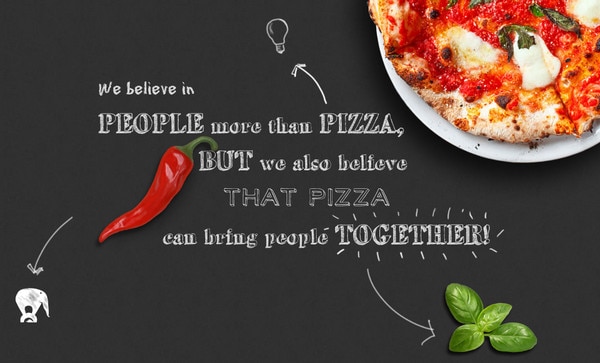 We believe in
PEOPLE more than PIZZA,
BUT we also believe
THAT PIZZA
can bring people TOGETHER!